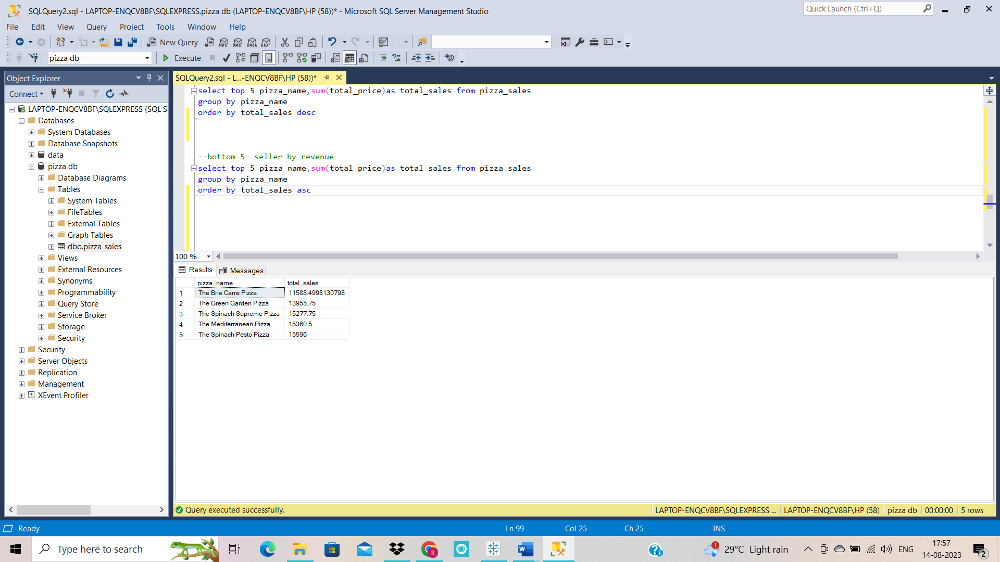 SQLQuery2.sql - LAPTOP-ENQCV8BF\SQLEXPRESS.pizza db (LAPTOP-ENQCV8BF\HP (58))* - Microsoft SQL Server Management Studio
Quick Launch (Ctrl+Q)
File Edit View Query Project Tools Window Help
New Query MDX DMX XMLA DAX
pizza db Execute
Object Explorer
SQLQuery2.sql - L...-ENQCV8BF\HP (58))*
Connect
LAPTOP-ENQCV8BF\SQLEXPRESS (SQL S
Databases
System Databases
Database Snapshots
data
pizza db
Database Diagrams
Tables
System Tables
FileTables
External Tables
Graph Tables
dbo.pizza_sales
Views
External Resources
Synonyms
Programmability
Query Store
Service Broker
Storage
Security
Security
Server Objects
Replication
Management
XEvent Profiler
select top 5 pizza_name,sum(total_price)as total_sales from pizza_sales
group by pizza_name
order by total_sales desc
--bottom 5  seller by revenue
select top 5 pizza_name,sum(total_price)as total_sales from pizza_sales
group by pizza_name
order by total_sales asc
100 %
Results Messages
pizza_name total_sales
1 The Brie Carre Pizza 11588.4998130798
2 The Green Garden Pizza 13955.75
3 The Spinach Supreme Pizza 15277.75
4 The Mediterranean Pizza 15360.5
5 The Spinach Pesto Pizza 15596
Query executed successfully.
LAPTOP-ENQCV8BF\SQLEXPRESS ... LAPTOP-ENQCV8BF\HP (58) pizza db 00:00:00 5 rows
Ready Ln 99 Col 25 Ch 25 INS
Type here to search
S
W
1
29°C Light rain
ENG
17:57
14-08-2023
2